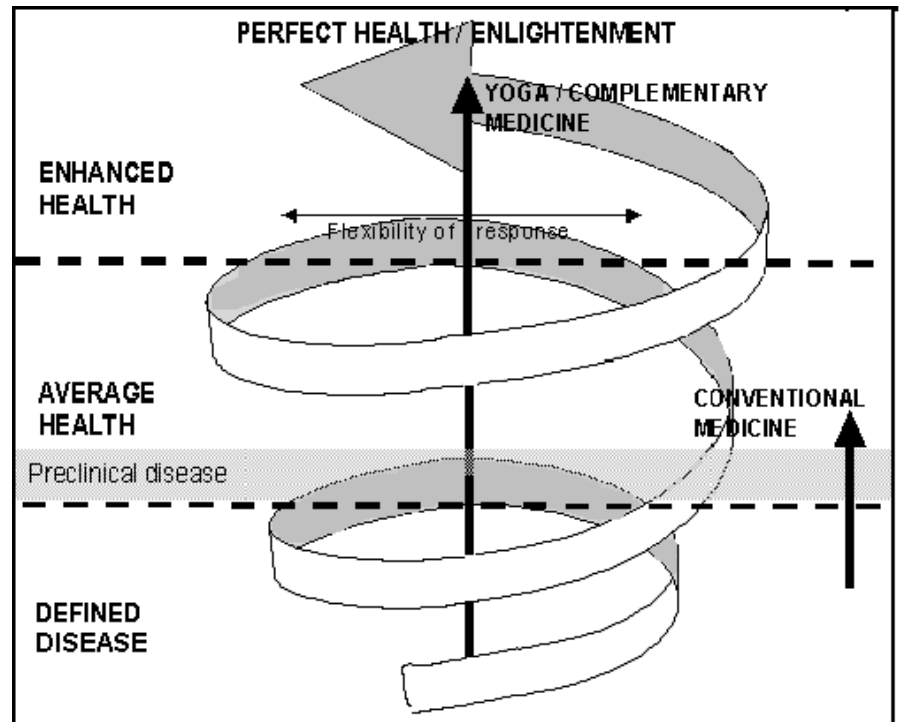 PERFECT HEALTH / ENLIGHTENMENT
YOGA / COMPLEMENTARY
MEDICINE
ENHANCED
HEALTH
Flexibility of response
AVERAGE
HEALTH
CONVENTIONAL
MEDICINE
Preclinical disease
DEFINED
DISEASE